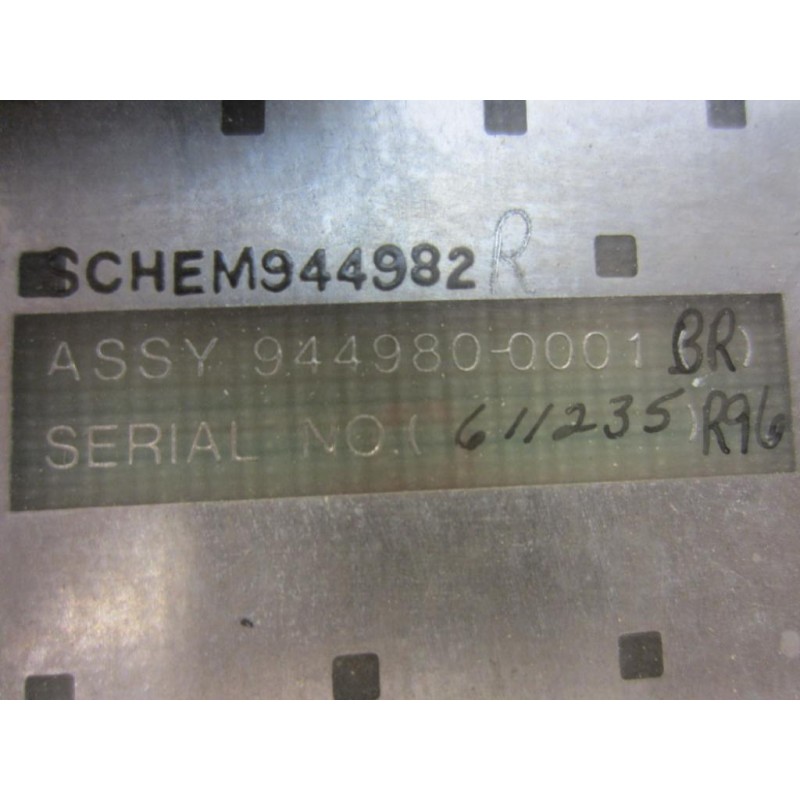 SCHEM944982 R
ASSY 944980-0001 (BR)
SERIAL NO.( 611235 )R96